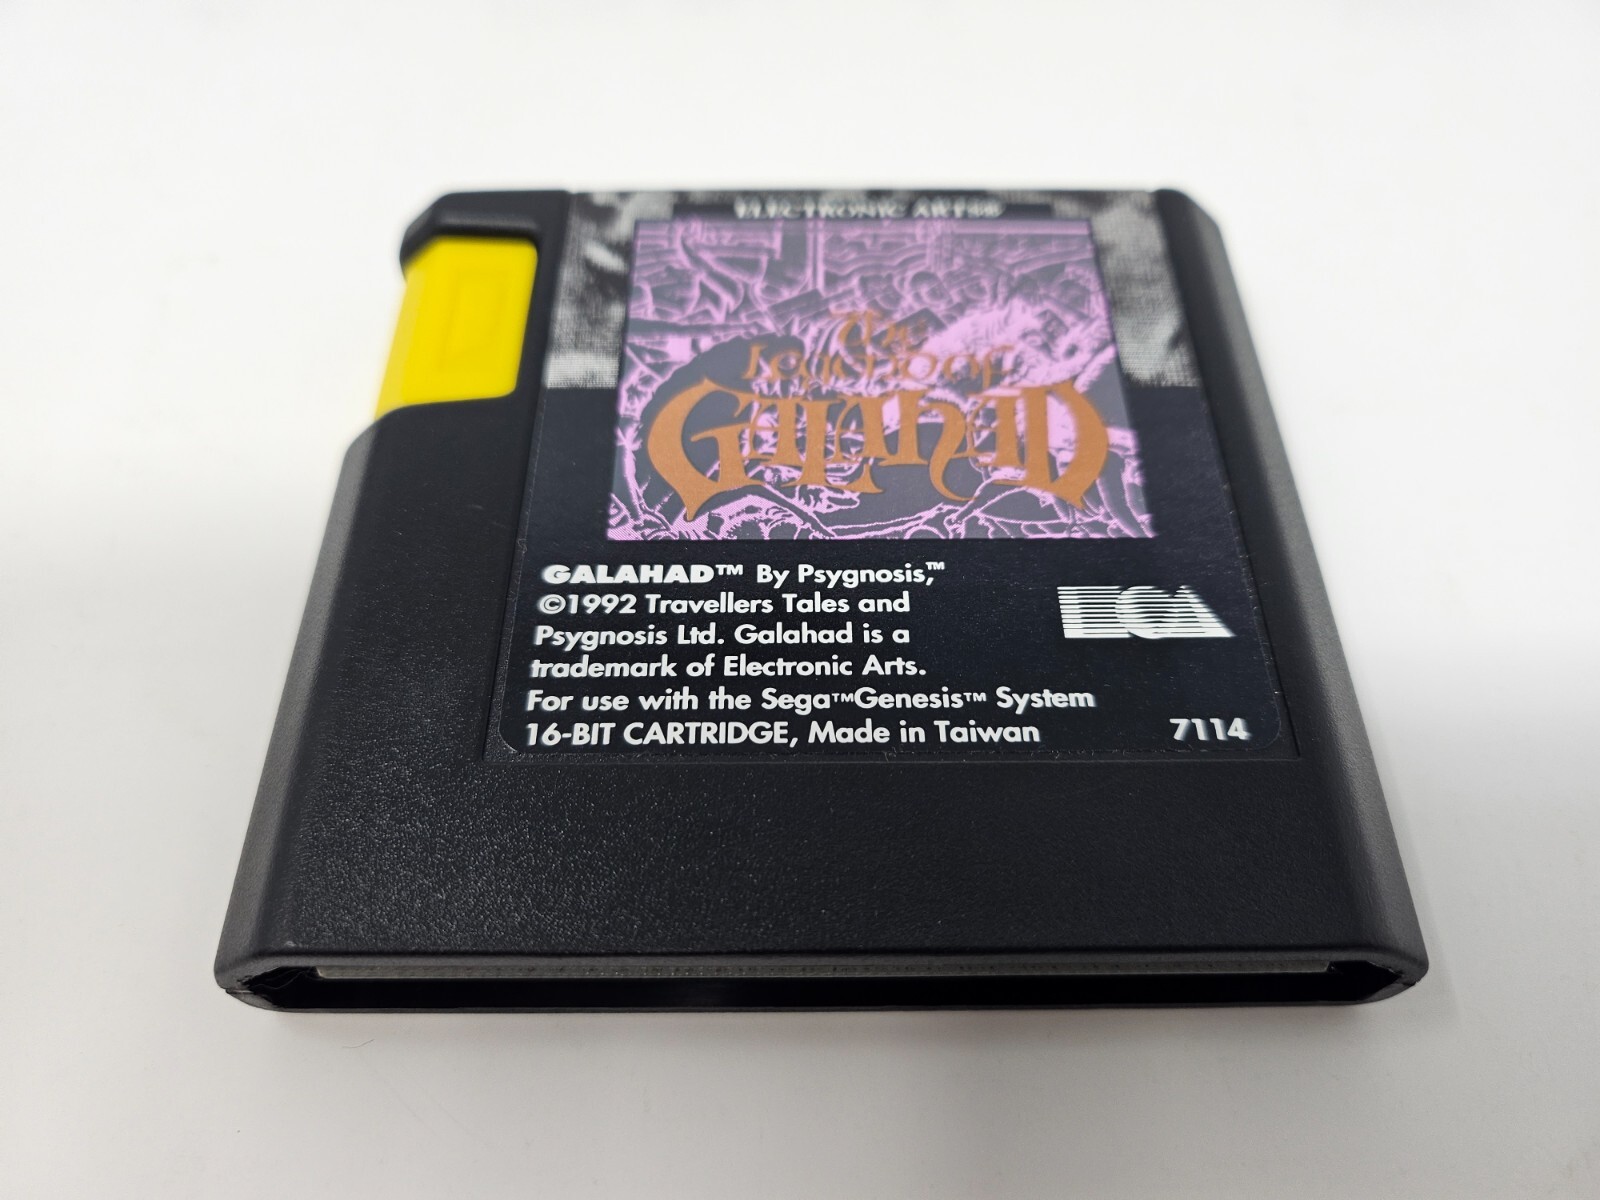 ELECTRONIC ARTS®
The
Legend of
GALAHAD
GALAHAD™ By Psygnosis,™
©1992 Travellers Tales and
Psygnosis Ltd. Galahad is a
trademark of Electronic Arts.
For use with the Sega™Genesis™ System
16-BIT CARTRIDGE, Made in Taiwan
7114
EA